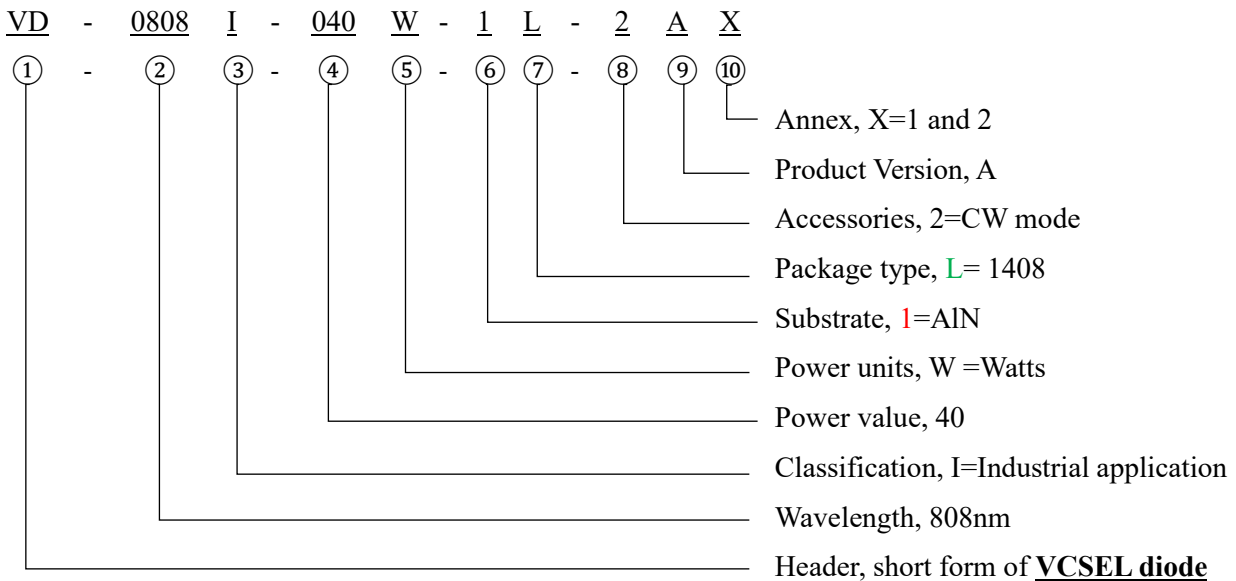 VD - 0808 I - 040 W - 1 L - 2 A X
① - ② ③ - ④ ⑤ - ⑥ ⑦ - ⑧ ⑨ ⑩
Annex, X=1 and 2
Product Version, A
Accessories, 2=CW mode
Package type, L= 1408
Substrate, 1=AlN
Power units, W =Watts
Power value, 40
Classification, I=Industrial application
Wavelength, 808nm
Header, short form of VCSEL diode